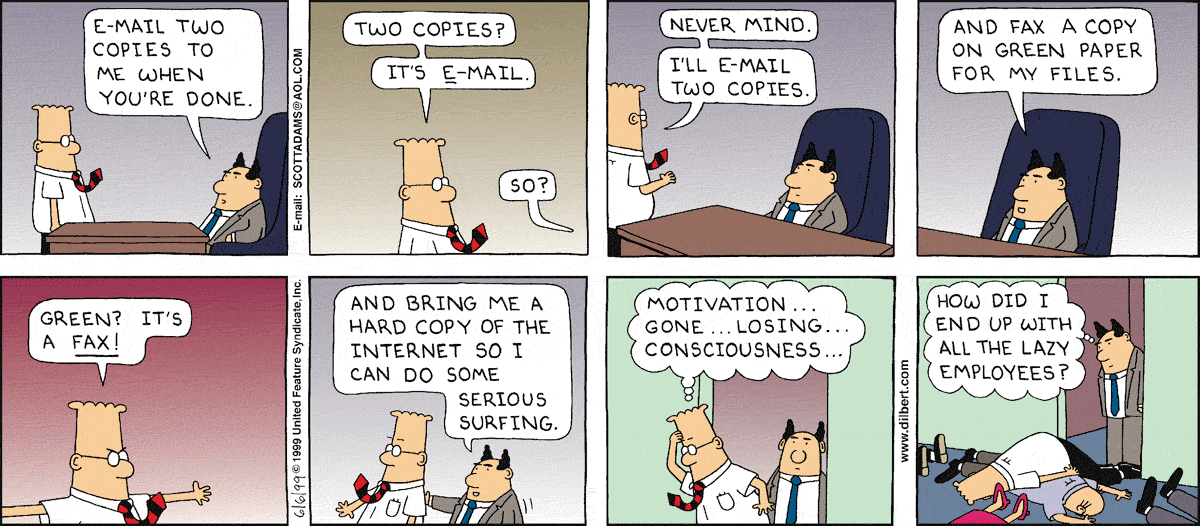 E-MAIL TWO
COPIES TO
ME WHEN
YOU'RE DONE.
E-mail: SCOTTADAMS@AOL.COM
TWO COPIES?
IT'S E-MAIL.
SO?
NEVER MIND.
I'LL E-MAIL
TWO COPIES.
AND FAX A COPY
ON GREEN PAPER
FOR MY FILES.
GREEN? IT'S
A FAX!
6/6/99 © 1999 United Feature Syndicate, Inc.
AND BRING ME A
HARD COPY OF THE
INTERNET SO I
CAN DO SOME
SERIOUS
SURFING.
MOTIVATION...
GONE...LOSING...
CONSCIOUSNESS...
www.dilbert.com
HOW DID I
END UP WITH
ALL THE LAZY
EMPLOYEES?